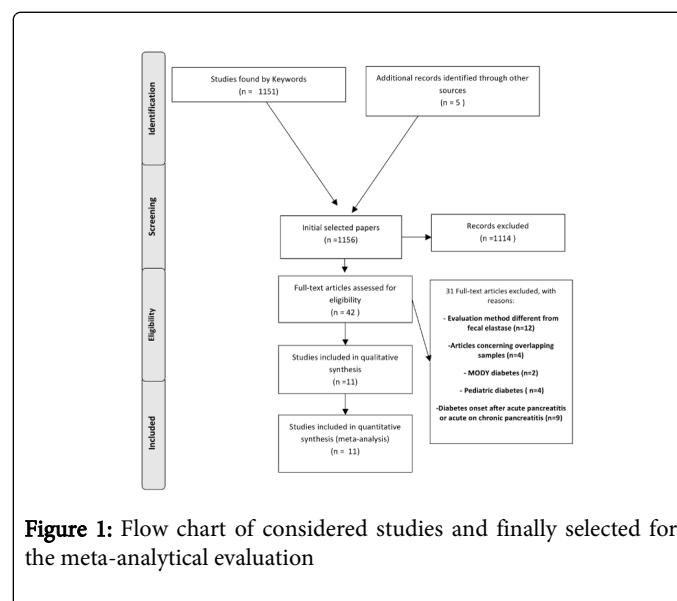 Identification
Studies found by Keywords
(n = 1151)
Additional records identified through other
sources
(n = 5 )
Screening
Initial selected papers
(n =1156)
Records excluded
(n =1114 )
Eligibility
Full-text articles assessed for
eligibility
(n = 42 )
31 Full-text articles excluded, with
reasons:
- Evaluation method different from
fecal elastase (n=12)
-Articles concerning overlapping
samples (n=4)
- MODY diabetes (n=2)
- Pediatric diabetes ( n=4)
-Diabetes onset after acute pancreatitis
or acute on chronic pancreatitis (n=9)
Studies included in qualitative
synthesis
(n =11)
Included
Studies included in quantitative
synthesis (meta-analysis)
(n = 11)
Figure 1: Flow chart of considered studies and finally selected for
the meta-analytical evaluation